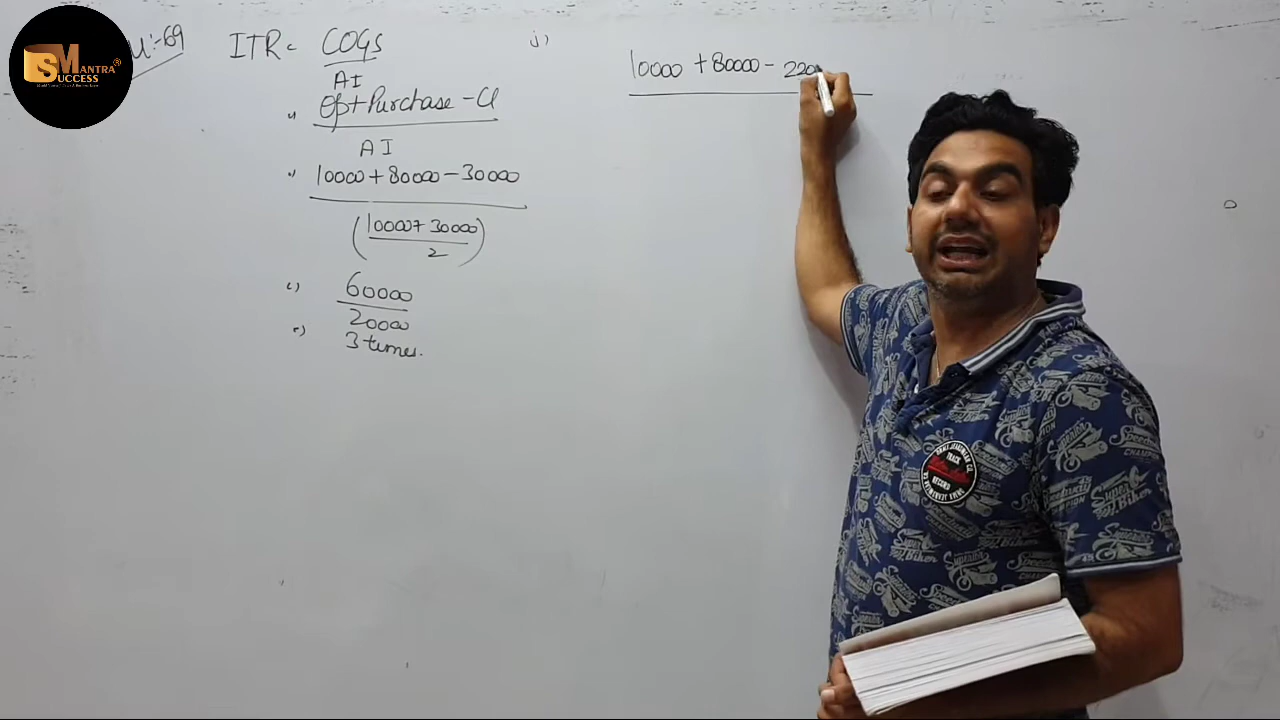 SM MANTRA SUCCESS
:-69
ITR = COGS
AI
Op + Purchase - Cl
AI
10000 + 80000 - 30000
(10000 + 30000)
2
60000
20000
3 times.
j)
10000 + 80000 - 220